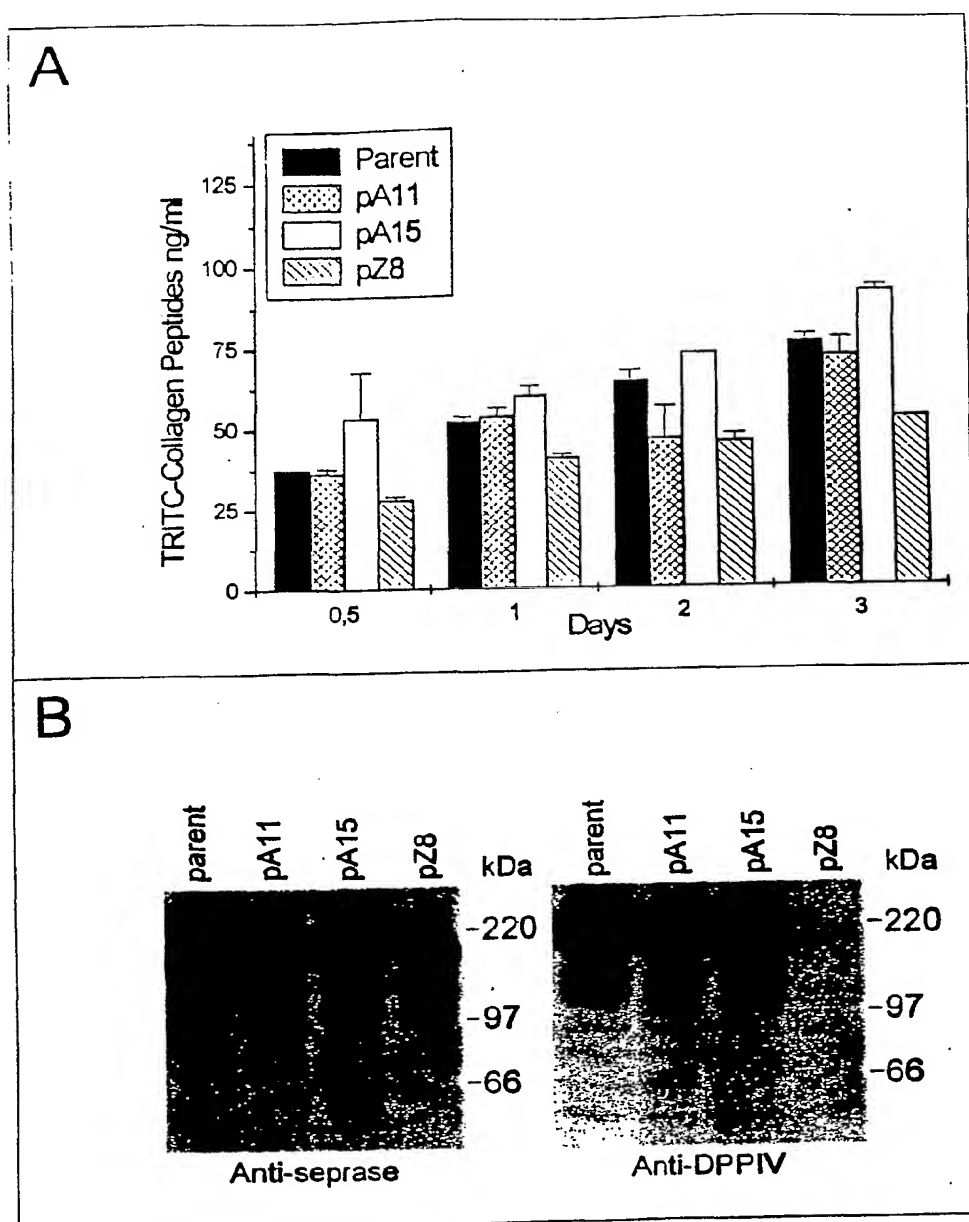 A
Parent
pA11
pA15
pZ8
TRITC-Collagen Peptides ng/ml
125
100
75
50
25
0
0,5
1
2
3
Days
B
parent
pA11
pA15
pZ8
kDa
-220
-97
-66
Anti-seprase
parent
pA11
pA15
pZ8
kDa
-220
-97
-66
Anti-DPPIV